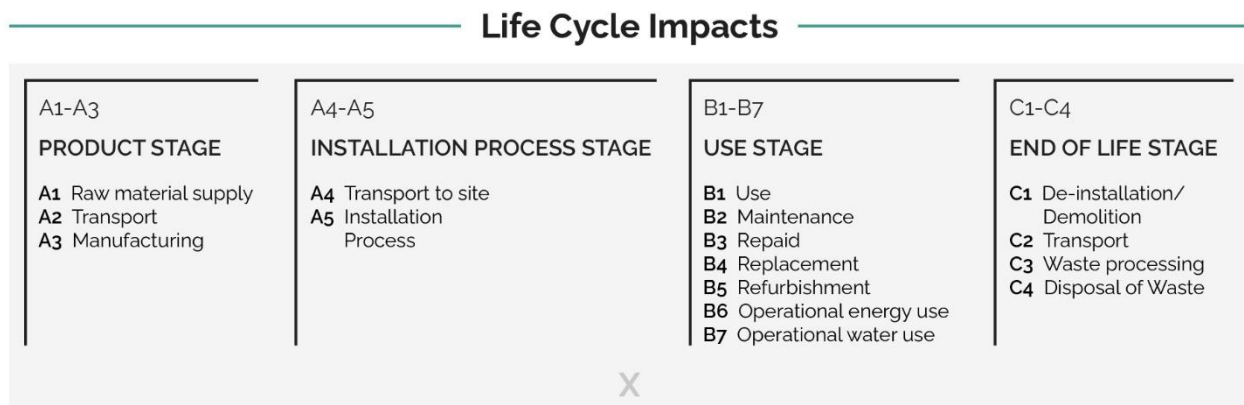 Life Cycle Impacts
A1-A3
PRODUCT STAGE
A1 Raw material supply
A2 Transport
A3 Manufacturing
A4-A5
INSTALLATION PROCESS STAGE
A4 Transport to site
A5 Installation
Process
B1-B7
USE STAGE
B1 Use
B2 Maintenance
B3 Repaid
B4 Replacement
B5 Refurbishment
B6 Operational energy use
B7 Operational water use
C1-C4
END OF LIFE STAGE
C1 De-installation/
Demolition
C2 Transport
C3 Waste processing
C4 Disposal of Waste
X